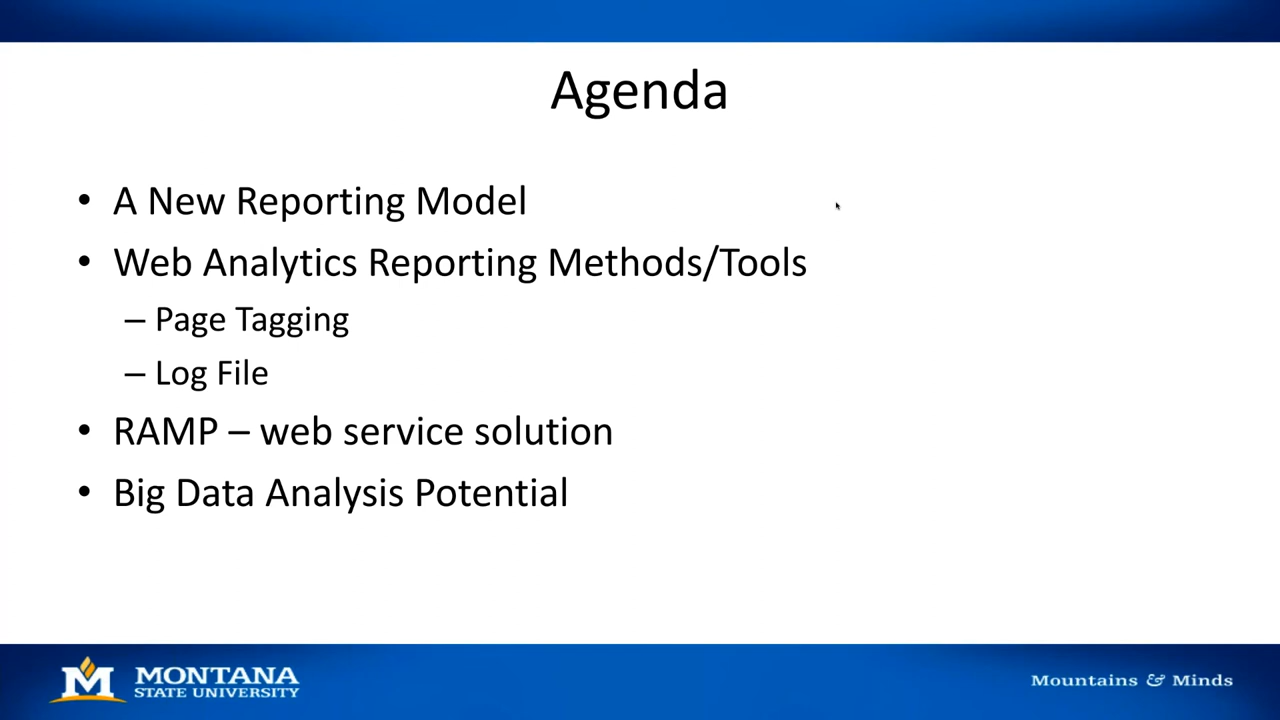 Agenda
• A New Reporting Model
• Web Analytics Reporting Methods/Tools
– Page Tagging
– Log File
• RAMP – web service solution
• Big Data Analysis Potential
M MONTANA
STATE UNIVERSITY
Mountains & Minds